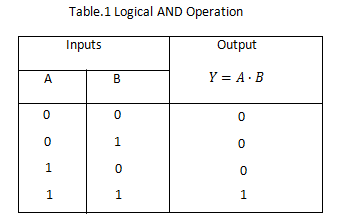 Table.1 Logical AND Operation
Inputs Output
A B Y = A · B
0 0 0
0 1 0
1 0 0
1 1 1